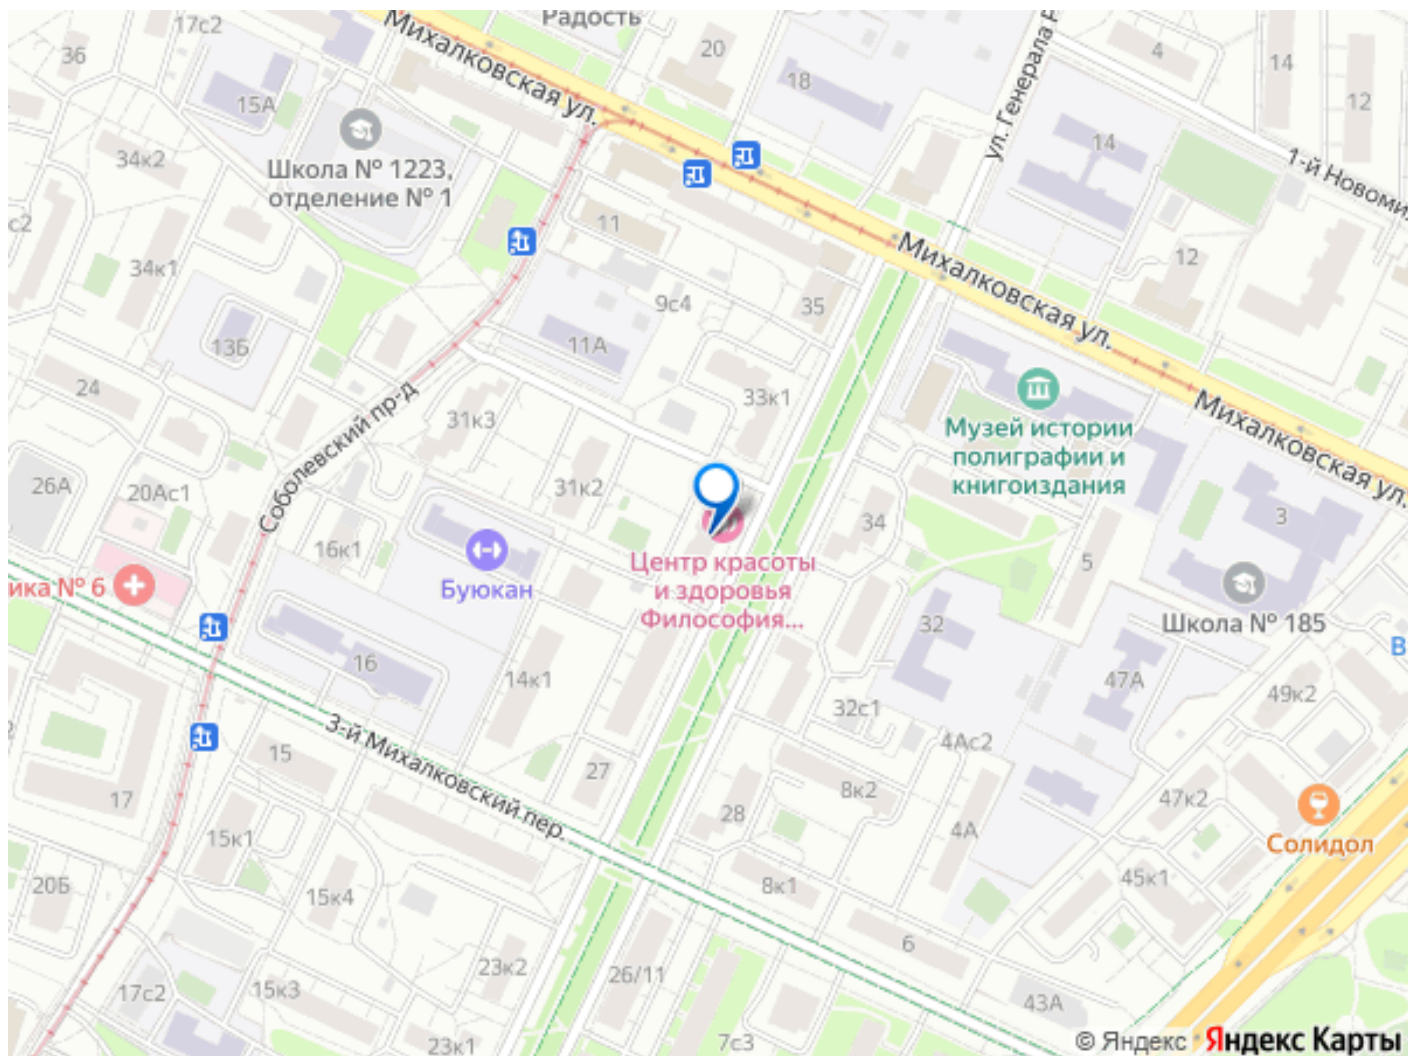 17с2
Радость
36
Михалковская ул.
20
18
ул. Генерала Р
4
14
12
15А
34к2
Школа № 1223,
отделение № 1
14
1-й Новоми
с2
34к1
11
9с4
35
Михалковская ул.
12
13Б
11А
24
31к3
33к1
Соболевский пр-д
Музей истории
полиграфии и
книгоиздания
Михалковская ул.
26А
20Ас1
31к2
16к1
34
3
5
Буюкан
Центр красоты
и здоровья
Философия...
ика № 6
32
Школа № 185
В
16
14к1
47А
49к2
32с1
4Ас2
3-й Михалковский пер.
15
27
17
8к2
47к2
28
4А
Солидол
15к1
20Б
15к4
8к1
45к1
6
23к2
26/11
17с2
15к3
43А
23к1
7с3
© Яндекс Яндекс Карты